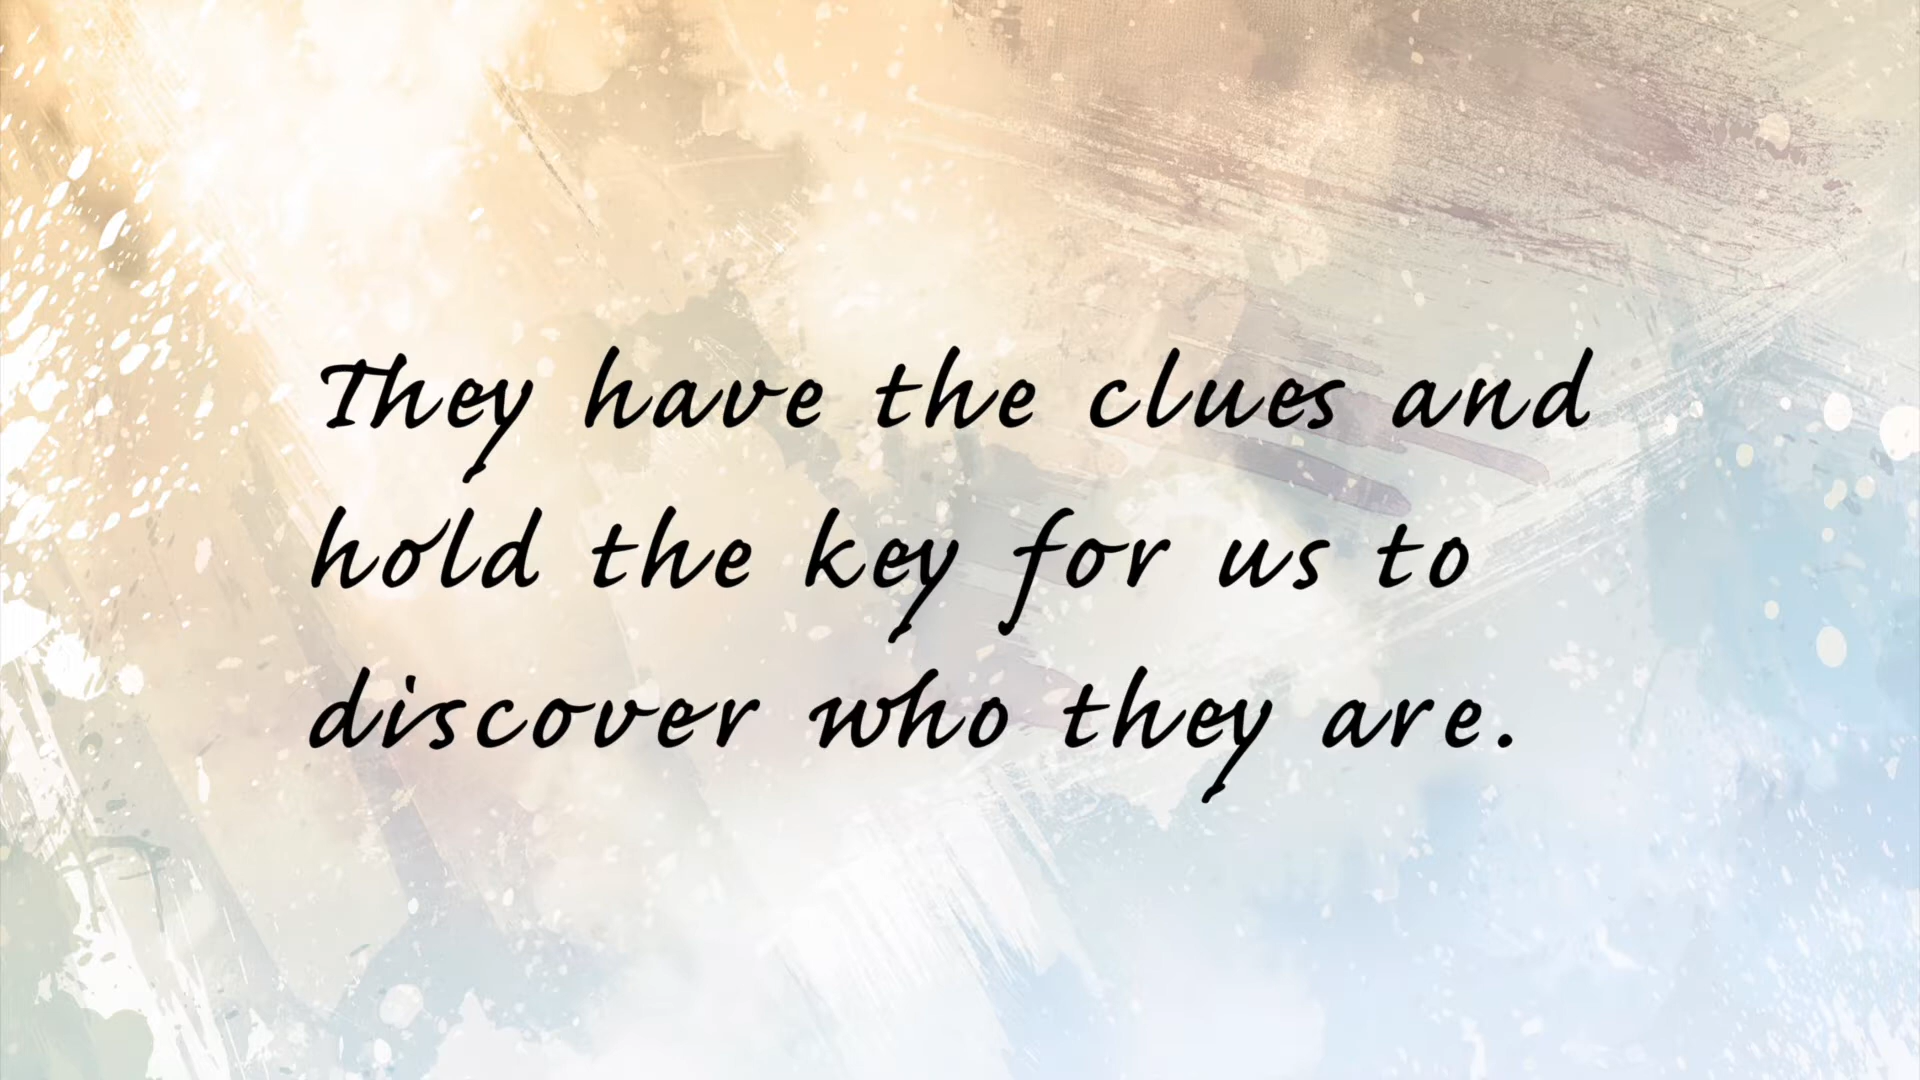 They have the clues and
hold the key for us to
discover who they are.